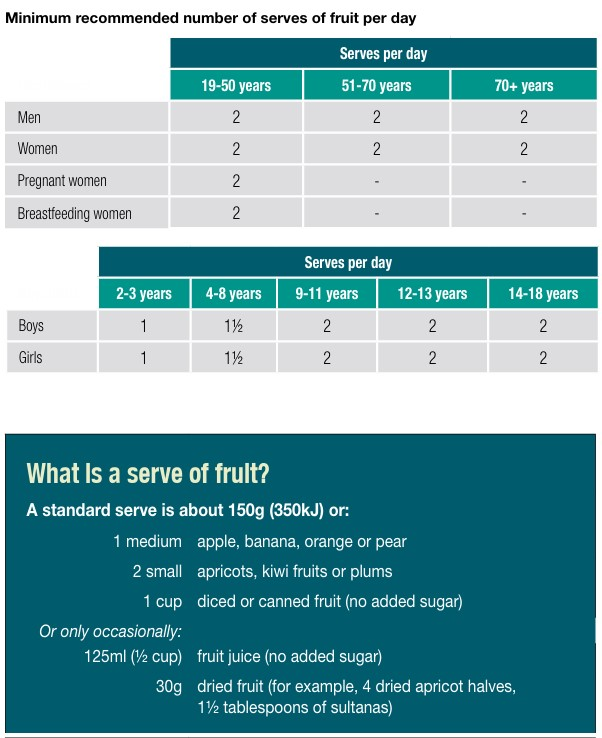 Minimum recommended number of serves of fruit per day
Serves per day
19-50 years 51-70 years 70+ years
Men 2 2 2
Women 2 2 2
Pregnant women 2 - -
Breastfeeding women 2 - -
Serves per day
2-3 years 4-8 years 9-11 years 12-13 years 14-18 years
Boys 1 1½ 2 2 2
Girls 1 1½ 2 2 2
What Is a serve of fruit?
A standard serve is about 150g (350kJ) or:
1 medium apple, banana, orange or pear
2 small apricots, kiwi fruits or plums
1 cup diced or canned fruit (no added sugar)
Or only occasionally:
125ml (½ cup) fruit juice (no added sugar)
30g dried fruit (for example, 4 dried apricot halves,
1½ tablespoons of sultanas)